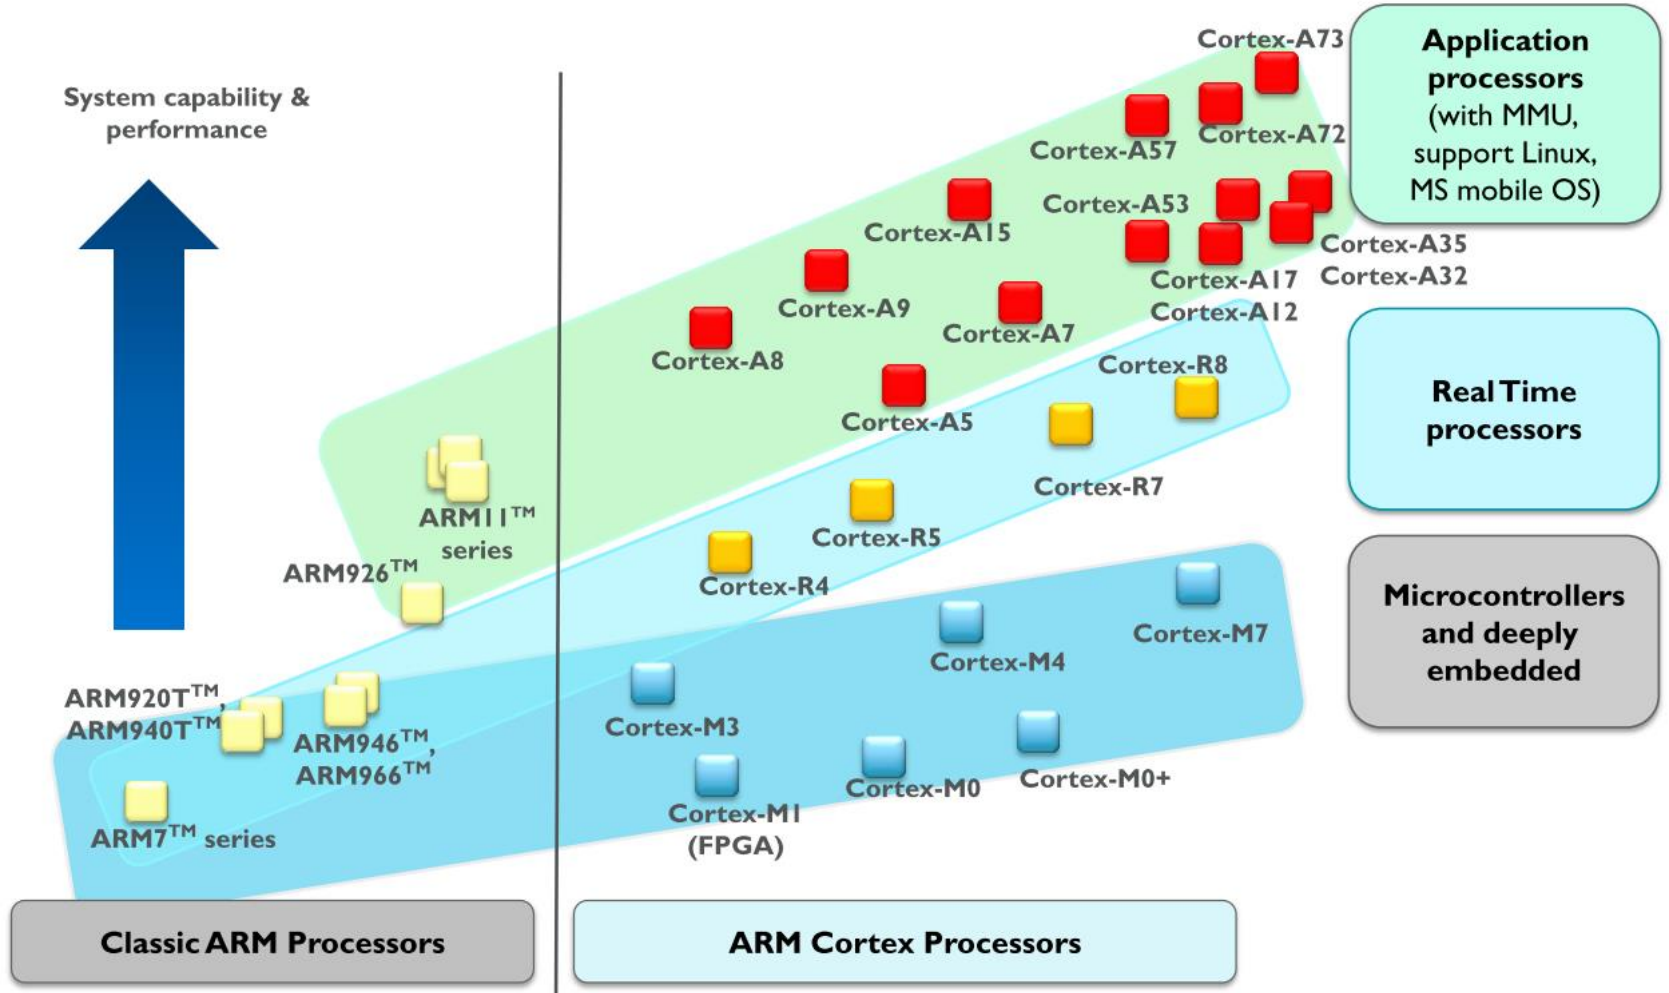 System capability &
performance
Cortex-A73
Cortex-A72
Cortex-A57
Cortex-A53
Cortex-A15
Cortex-A35
Cortex-A32
Cortex-A17
Cortex-A12
Cortex-A9
Cortex-A7
Cortex-A8
Cortex-A5
ARM11™
series
ARM926™
Cortex-R8
Cortex-R7
Cortex-R5
Cortex-R4
ARM920T™,
ARM940T™
ARM946™,
ARM966™
ARM7™ series
Cortex-M7
Cortex-M4
Cortex-M3
Cortex-M0+
Cortex-M0
Cortex-M1
(FPGA)
Application
processors
(with MMU,
support Linux,
MS mobile OS)
Real Time
processors
Microcontrollers
and deeply
embedded
Classic ARM Processors
ARM Cortex Processors